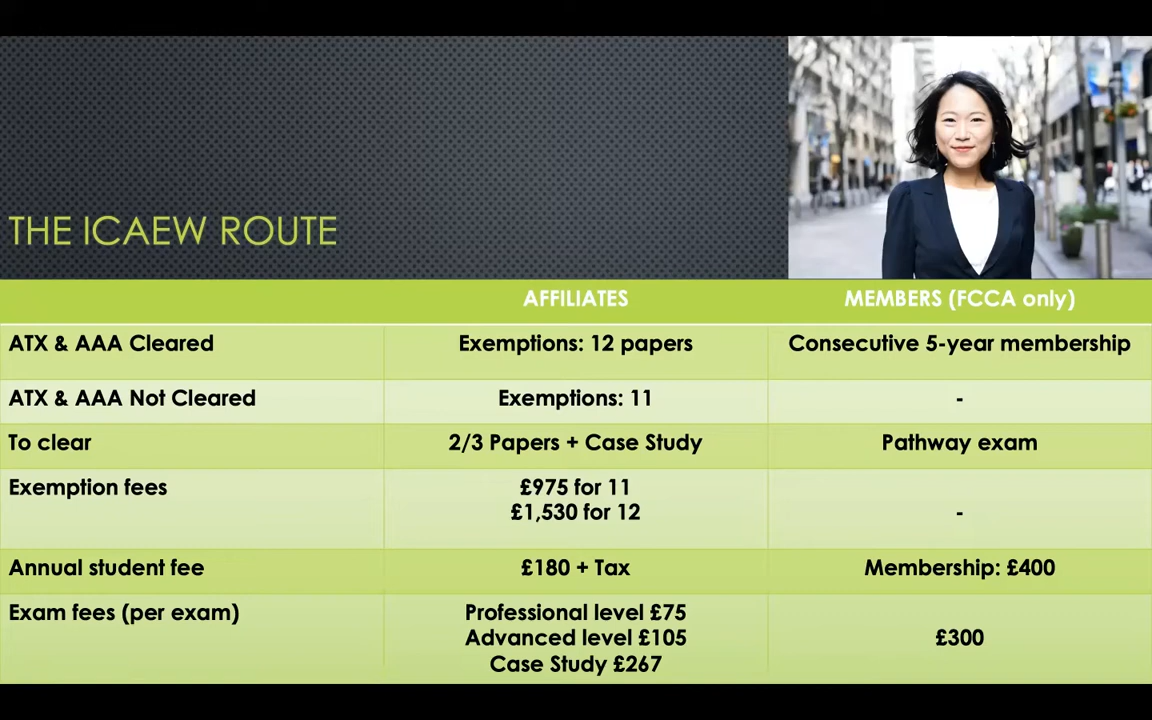 THE ICAEW ROUTE
AFFILIATES MEMBERS (FCCA only)
ATX & AAA Cleared Exemptions: 12 papers Consecutive 5-year membership
ATX & AAA Not Cleared Exemptions: 11 -
To clear 2/3 Papers + Case Study Pathway exam
Exemption fees £975 for 11
£1,530 for 12 -
Annual student fee £180 + Tax Membership: £400
Exam fees (per exam) Professional level £75
Advanced level £105 £300
Case Study £267